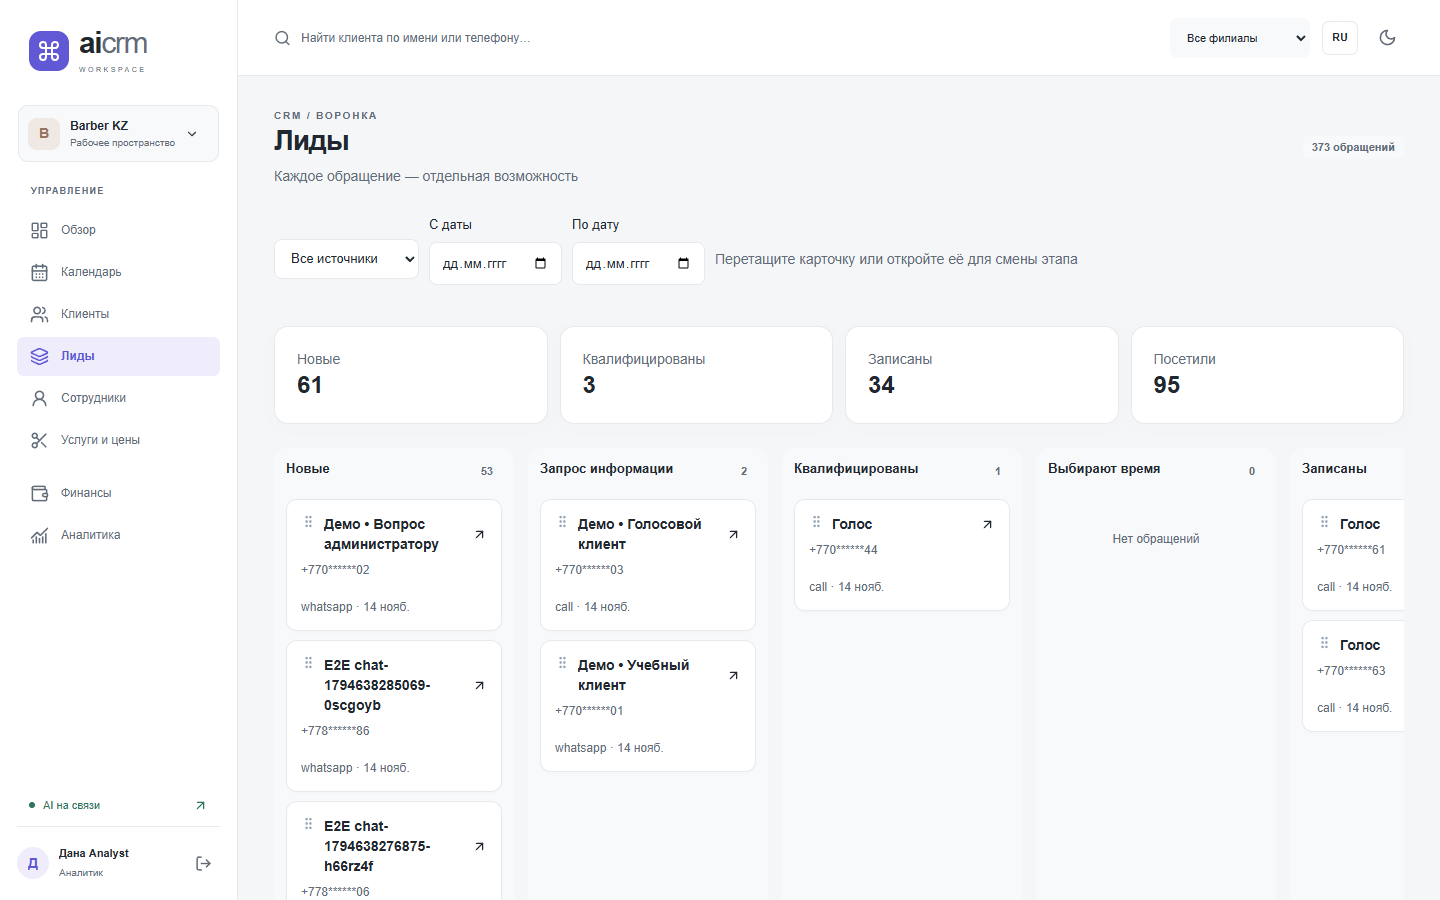 aicrm
WORKSPACE
B
Barber KZ
Рабочее пространство
УПРАВЛЕНИЕ
Обзор
Календарь
Клиенты
Лиды
Сотрудники
Услуги и цены
Финансы
Аналитика
AI на связи
Д
Дана Analyst
Аналитик
Найти клиента по имени или телефону...
Все филиалы
RU
CRM / ВОРОНКА
Лиды
373 обращений
Каждое обращение — отдельная возможность
С даты
По дату
Все источники
дд.мм.гггг
дд.мм.гггг
Перетащите карточку или откройте её для смены этапа
Новые
61
Квалифицированы
3
Записаны
34
Посетили
95
Новые
53
Демо • Вопрос
администратору
+770******02
whatsapp · 14 нояб.
E2E chat-
1794638285069-
0scgoyb
+778******86
whatsapp · 14 нояб.
E2E chat-
1794638276875-
h66rz4f
+778******06
Запрос информации
2
Демо • Голосовой
клиент
+770******03
call · 14 нояб.
Демо • Учебный
клиент
+770******01
whatsapp · 14 нояб.
Квалифицированы
1
Голос
+770******44
call · 14 нояб.
Выбирают время
0
Нет обращений
Записаны
Голос
+770******61
call · 14 нояб.
Голос
+770******63
call · 14 нояб.